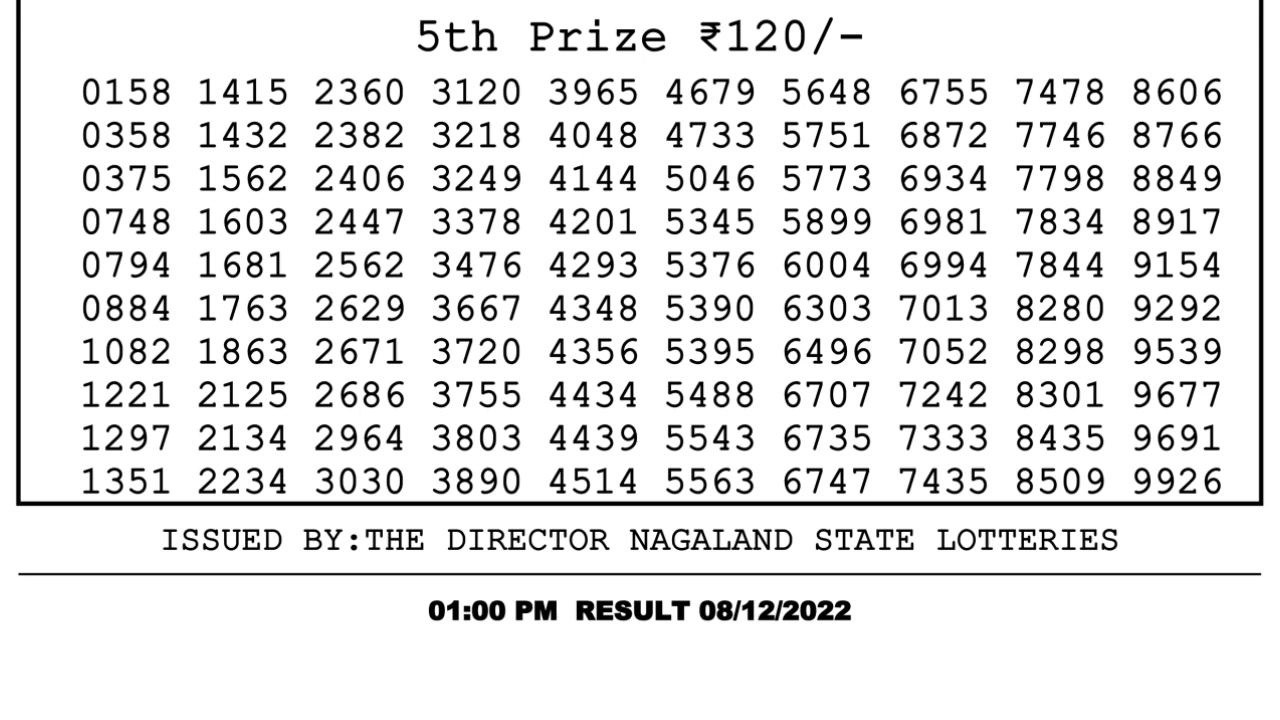 5th Prize ₹120/-
0158 1415 2360 3120 3965 4679 5648 6755 7478 8606
0358 1432 2382 3218 4048 4733 5751 6872 7746 8766
0375 1562 2406 3249 4144 5046 5773 6934 7798 8849
0748 1603 2447 3378 4201 5345 5899 6981 7834 8917
0794 1681 2562 3476 4293 5376 6004 6994 7844 9154
0884 1763 2629 3667 4348 5390 6303 7013 8280 9292
1082 1863 2671 3720 4356 5395 6496 7052 8298 9539
1221 2125 2686 3755 4434 5488 6707 7242 8301 9677
1297 2134 2964 3803 4439 5543 6735 7333 8435 9691
1351 2234 3030 3890 4514 5563 6747 7435 8509 9926
ISSUED BY:THE DIRECTOR NAGALAND STATE LOTTERIES
01:00 PM RESULT 08/12/2022